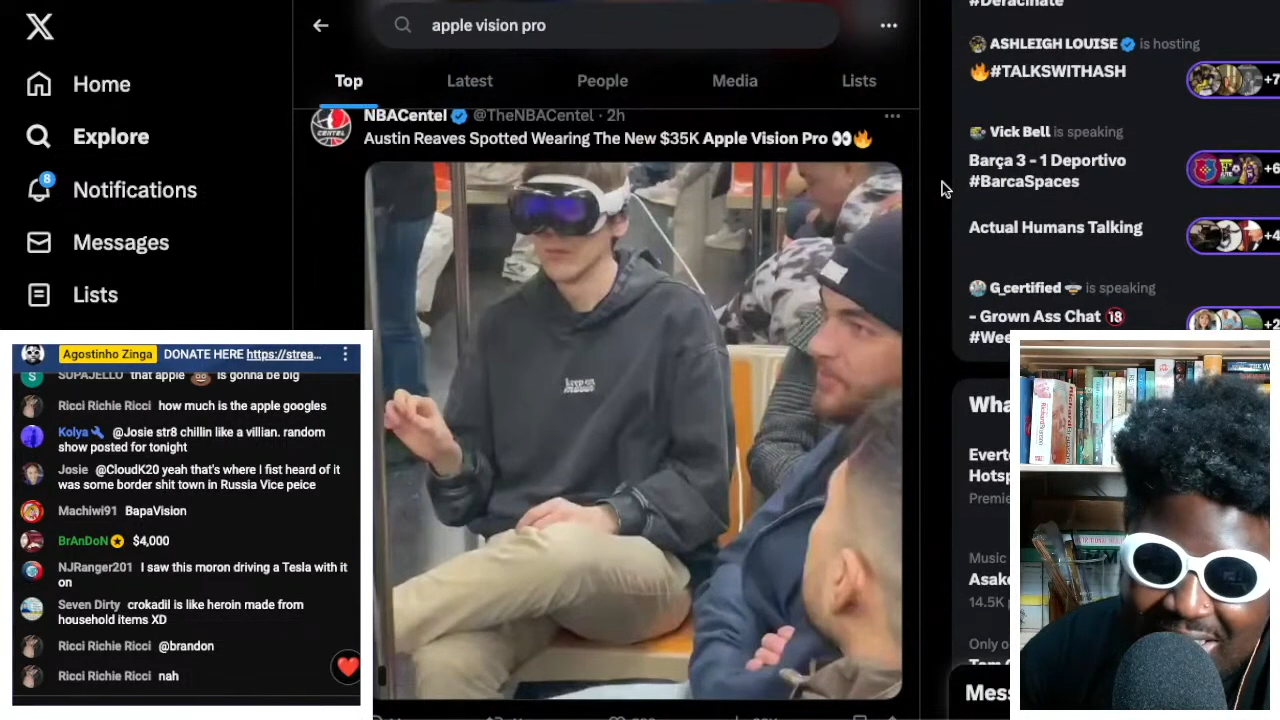 Home
Explore
8
Notifications
Messages
Lists
apple vision pro
Top
Latest
People
Media
Lists
NBACentel @TheNBACentel · 2h
Austin Reaves Spotted Wearing The New $35K Apple Vision Pro 👀🔥
CENTEL
keep on
movin
#Deracinate
ASHLEIGH LOUISE is hosting
🔥#TALKSWITHASH
+7
Vick Bell is speaking
Barça 3 - 1 Deportivo
#BarcaSpaces
+6
Actual Humans Talking
+4
G_certified is speaking
- Grown Ass Chat 🔞
#Wee
+2
Wha
Everto
Hotsp
Premie
Music
Asake
14.5K p
Only o
Mess
Agostinho Zinga DONATE HERE https://strea...
S
SUPAJELLO that apple 💩 is gonna be big
Ricci Richie Ricci how much is the apple googles
Kolya 🔧 @Josie str8 chillin like a villian. random
show posted for tonight
Josie @CloudK20 yeah that's where I fist heard of it
was some border shit town in Russia Vice peice
Machiwi91 BapaVision
BrAnDoN $4,000
NJRanger201 I saw this moron driving a Tesla with it
on
Seven Dirty crokadil is like heroin made from
household items XD
Ricci Richie Ricci @brandon
Ricci Richie Ricci nah